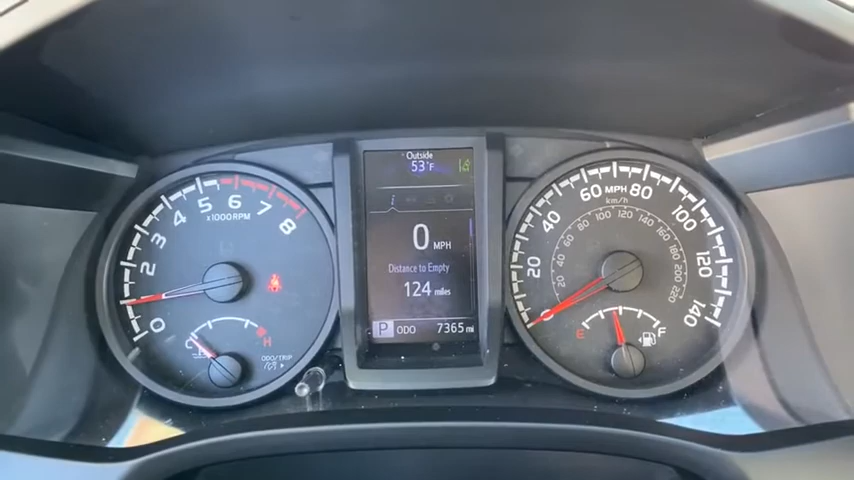 Outside
53°F
0 MPH
Distance to Empty
124 miles
P ODO 7365 mi
0 1 2 3 4 5 6 7 8
x1000RPM
C H
ODO/TRIP
0 20 40 60 80 100 120 140
MPH
km/h
20 40 60 80 100 120 140 160 180 200 220
E F